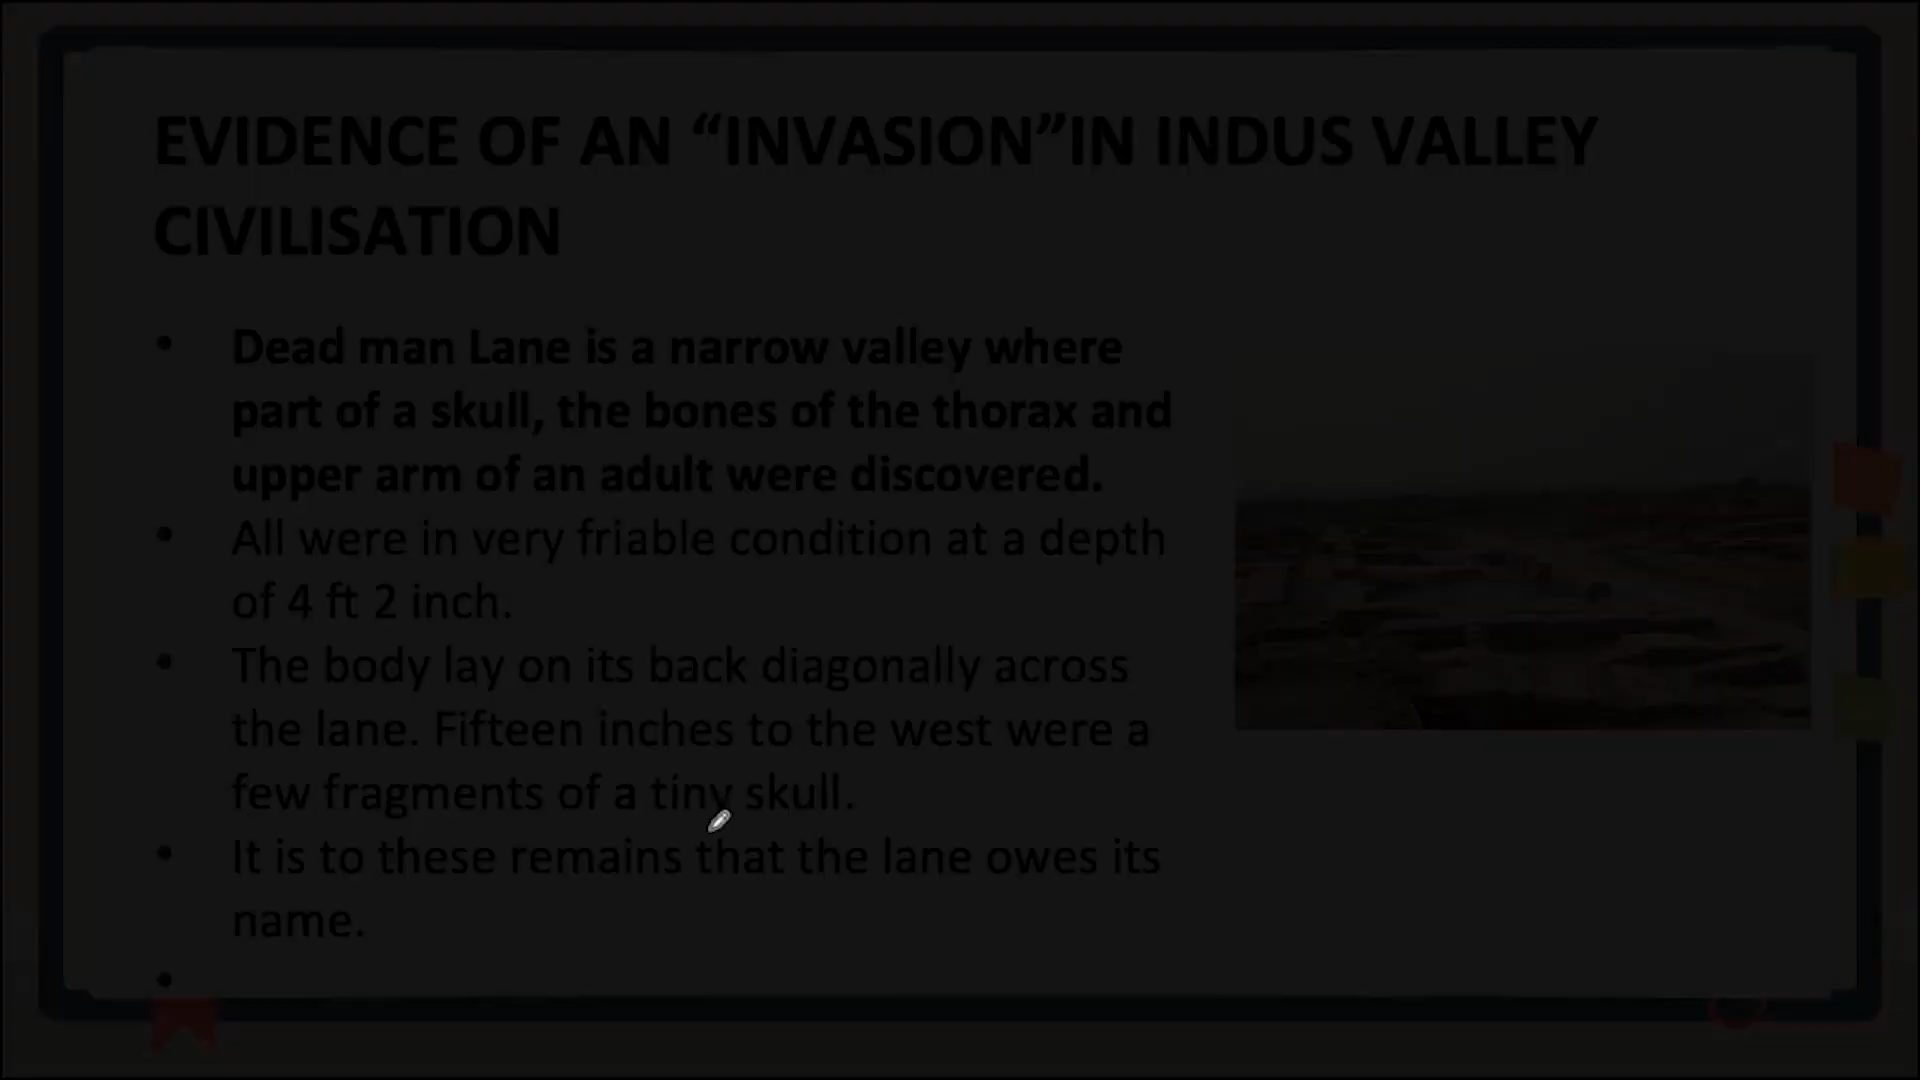 EVIDENCE OF AN “INVASION”IN INDUS VALLEY
CIVILISATION
• Dead man Lane is a narrow valley where
part of a skull, the bones of the thorax and
upper arm of an adult were discovered.
• All were in very friable condition at a depth
of 4 ft 2 inch.
• The body lay on its back diagonally across
the lane. Fifteen inches to the west were a
few fragments of a tiny skull.
• It is to these remains that the lane owes its
name.
•